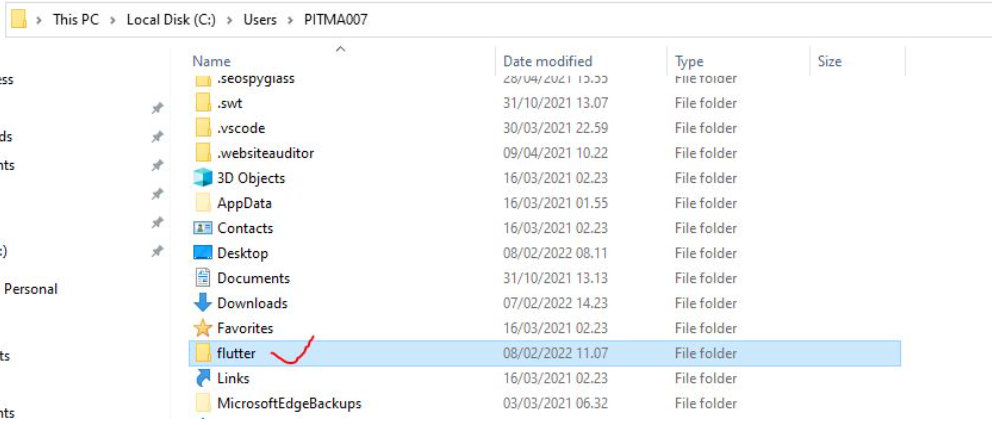 This PC > Local Disk (C:) > Users > PITMA007
Name Date modified Type Size
.seospyglass 28/04/2021 15.55 File folder
ess
.swt 31/10/2021 13.07 File folder
.vscode 30/03/2021 22.59 File folder
ds
.websiteauditor 09/04/2021 10.22 File folder
nts
3D Objects 16/03/2021 02.23 File folder
AppData 16/03/2021 01.55 File folder
Contacts 16/03/2021 02.23 File folder
:)
Desktop 08/02/2022 08.11 File folder
Documents 31/10/2021 13.13 File folder
Personal
Downloads 07/02/2022 14.23 File folder
Favorites 16/03/2021 02.23 File folder
flutter 08/02/2022 11.07 File folder
ts
Links 16/03/2021 02.23 File folder
MicrosoftEdgeBackups 03/03/2021 06.32 File folder
nts